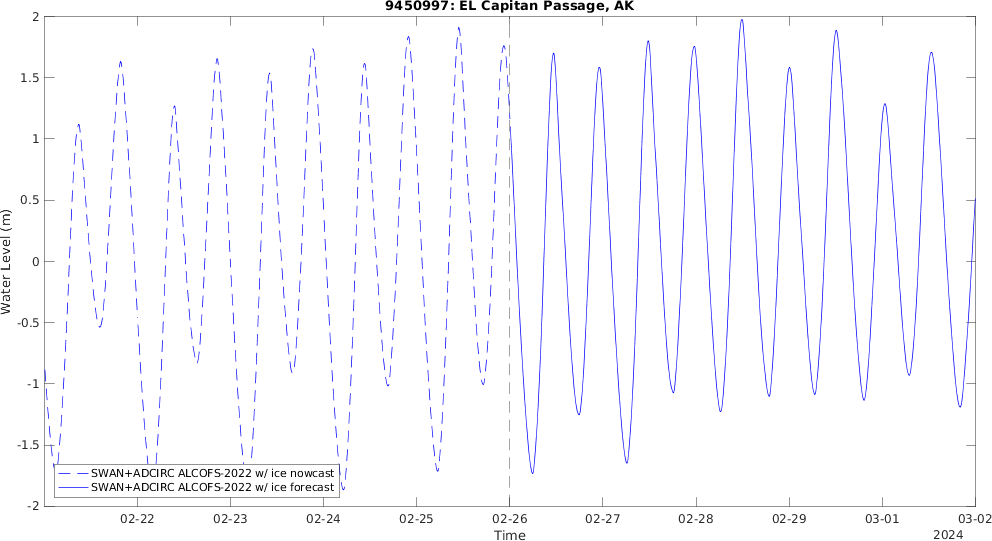 9450997: EL Capitan Passage, AK
2
1.5
1
0.5
0
-0.5
-1
-1.5
-2
Water Level (m)
SWAN+ADCIRC ALCOFS-2022 w/ ice nowcast
SWAN+ADCIRC ALCOFS-2022 w/ ice forecast
02-22 02-23 02-24 02-25 02-26 02-27 02-28 02-29 03-01 03-02
Time
2024